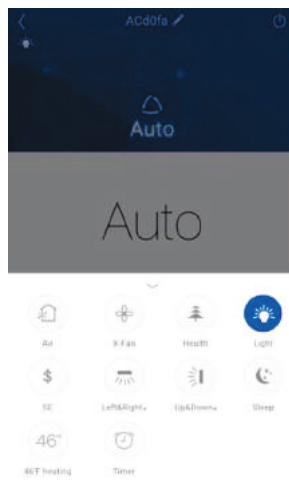 ACd0fa
Auto
Auto
Air X-Fan Health Light
$
SE Left&Right Up&Down Sleep
46°
46℉ heating Timer